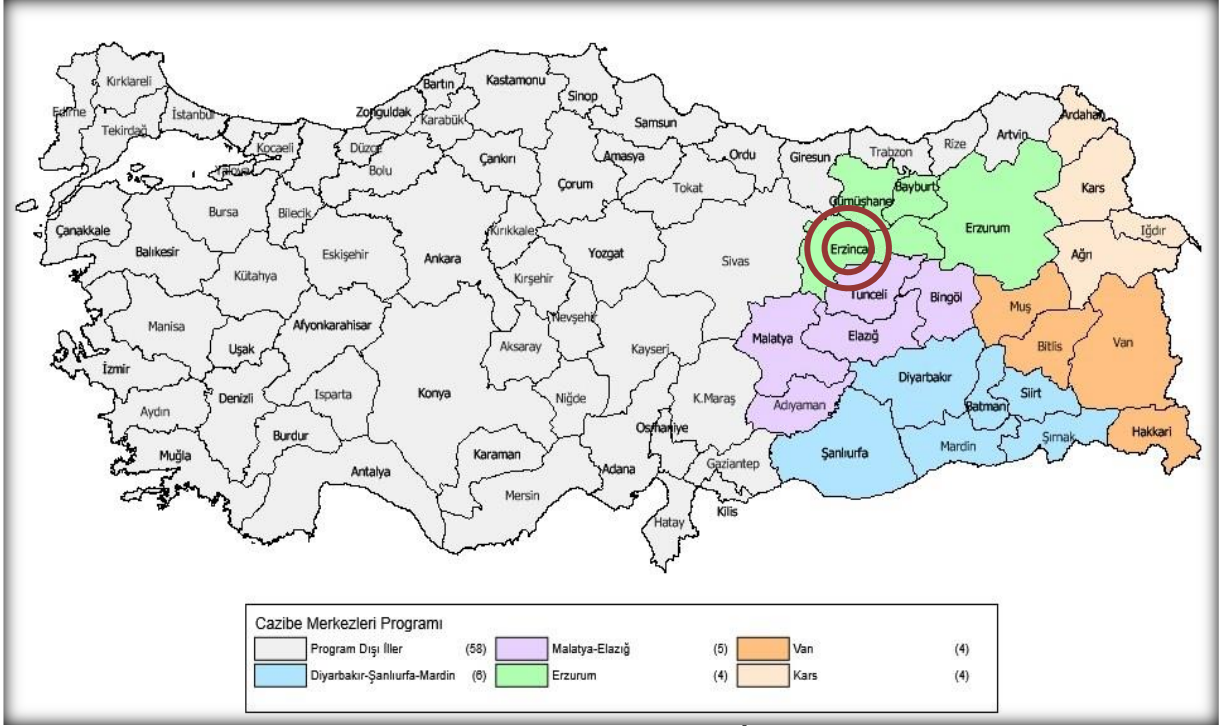 Kırklareli
Edirne
Tekirdağ
İstanbul
Kocaeli
Yalova
Bartın
Kastamonu
Sinop
Zonguldak
Karabük
Samsun
Düzce
Bolu
Çankırı
Amasya
Ordu
Giresun
Trabzon
Rize
Artvin
Ardahan
Çorum
Tokat
Gümüşhane
Bayburt
Kars
Çanakkale
Balıkesir
Bursa
Bilecik
Eskişehir
Ankara
Kırıkkale
Yozgat
Sivas
Erzincan
Erzurum
Iğdır
Ağrı
Kütahya
Kırşehir
Tunceli
Bingöl
Muş
Manisa
Uşak
Afyonkarahisar
Nevşehir
Aksaray
Kayseri
Malatya
Elazığ
Bitlis
Van
İzmir
Denizli
Isparta
Konya
Niğde
K.Maraş
Adıyaman
Diyarbakır
Batman
Siirt
Aydın
Burdur
Osmaniye
Hakkari
Muğla
Antalya
Karaman
Adana
Gaziantep
Şanlıurfa
Mardin
Şırnak
Mersin
Hatay
Kilis
Cazibe Merkezleri Programı
Program Dışı İller (58) Malatya-Elazığ (5) Van (4)
Diyarbakır-Şanlıurfa-Mardin (6) Erzurum (4) Kars (4)